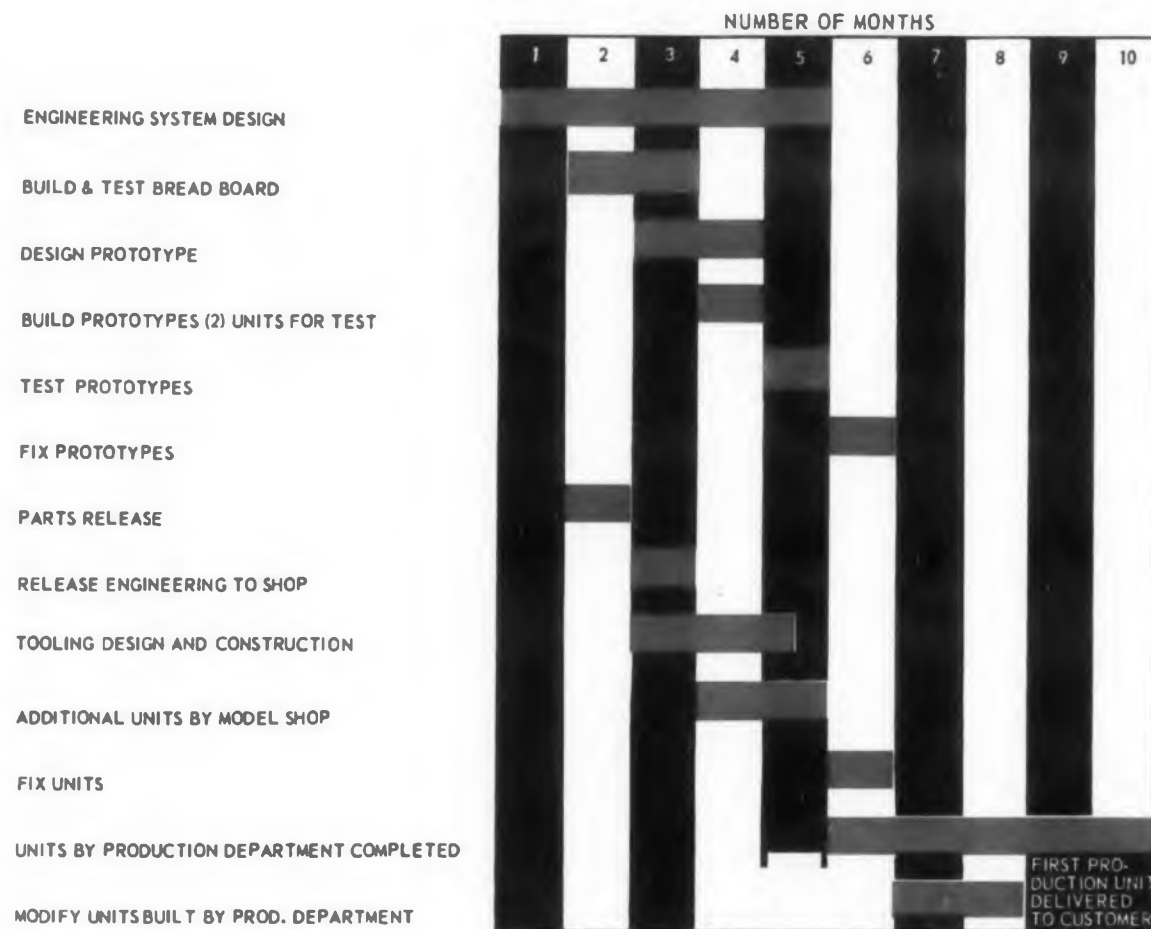 NUMBER OF MONTHS
1 2 3 4 5 6 7 8 9 10
ENGINEERING SYSTEM DESIGN
BUILD & TEST BREAD BOARD
DESIGN PROTOTYPE
BUILD PROTOTYPES (2) UNITS FOR TEST
TEST PROTOTYPES
FIX PROTOTYPES
PARTS RELEASE
RELEASE ENGINEERING TO SHOP
TOOLING DESIGN AND CONSTRUCTION
ADDITIONAL UNITS BY MODEL SHOP
FIX UNITS
UNITS BY PRODUCTION DEPARTMENT COMPLETED
MODIFY UNITS BUILT BY PROD. DEPARTMENT
FIRST PRO-
DUCTION UNIT
DELIVERED
TO CUSTOMER